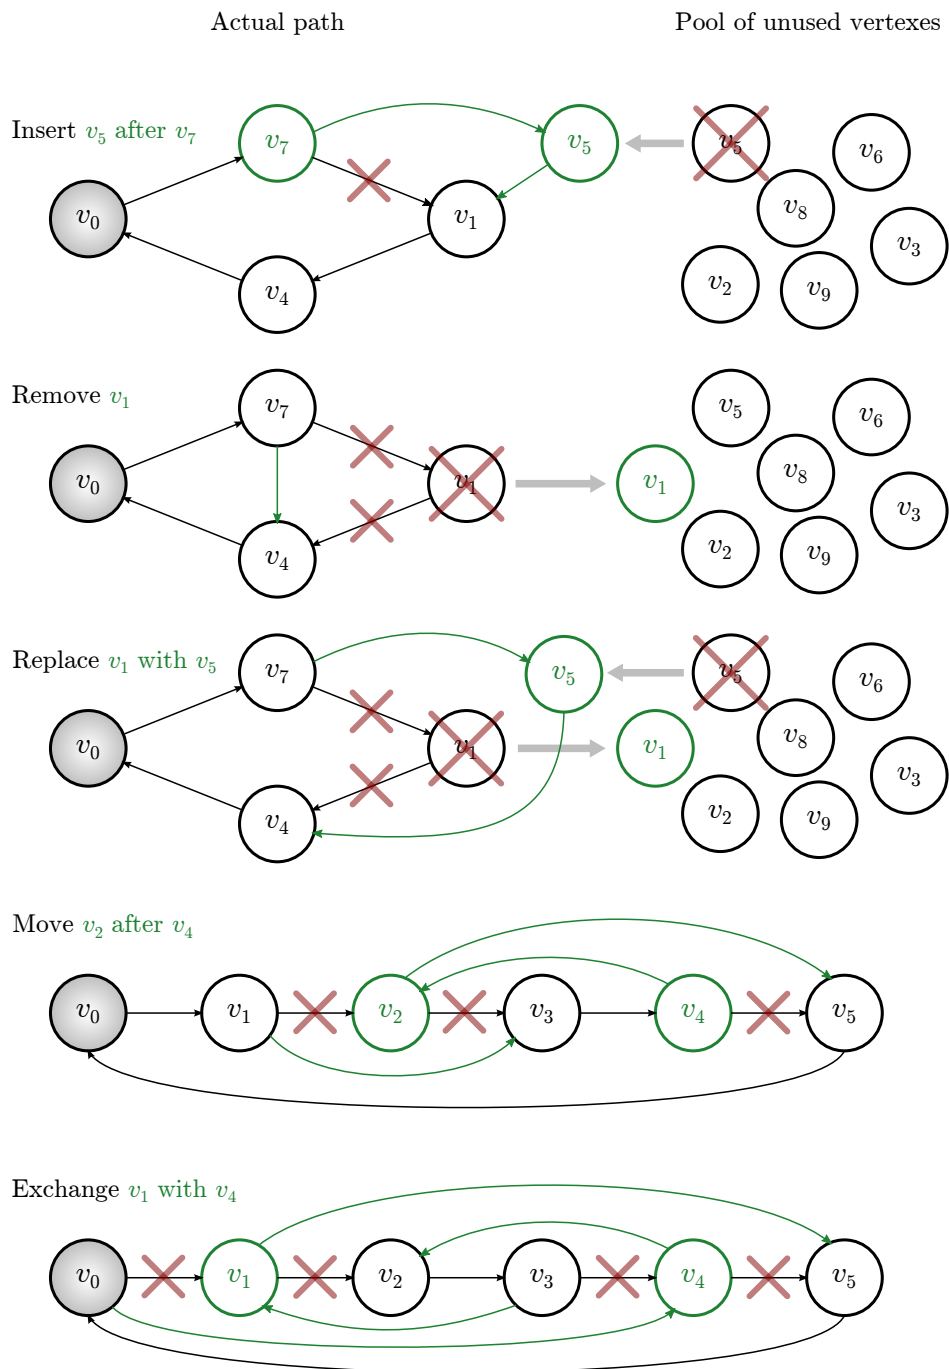 Actual path Pool of unused vertexes
Insert v5 after v7
v7 v5 v5 v6
v0 v1 v8 v3
v4 v2 v9
Remove v1
v7 v5 v6
v0 v1 v1 v8 v3
v4 v2 v9
Replace v1 with v5
v7 v5 v5 v6
v0 v1 v1 v8 v3
v4 v2 v9
Move v2 after v4
v0 v1 v2 v3 v4 v5
Exchange v1 with v4
v0 v1 v2 v3 v4 v5